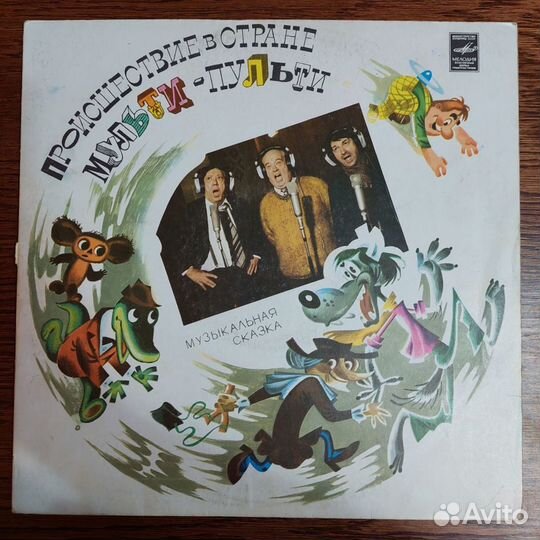 ПРОИСШЕСТВИЕ В СТРАНЕ
МУЛЬТИ-ПУЛЬТИ
МЕЛОДИЯ
МУЗЫКАЛЬНАЯ
СКАЗКА
Avito